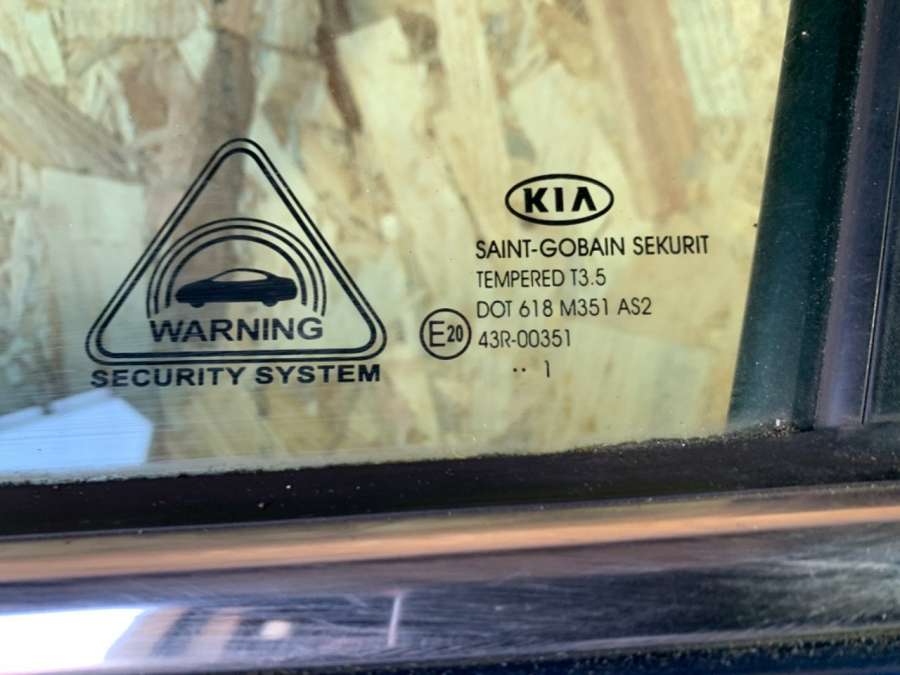 WARNING
SECURITY SYSTEM
KIA
SAINT-GOBAIN SEKURIT
TEMPERED T3.5
DOT 618 M351 AS2
E20 43R-00351
·· 1